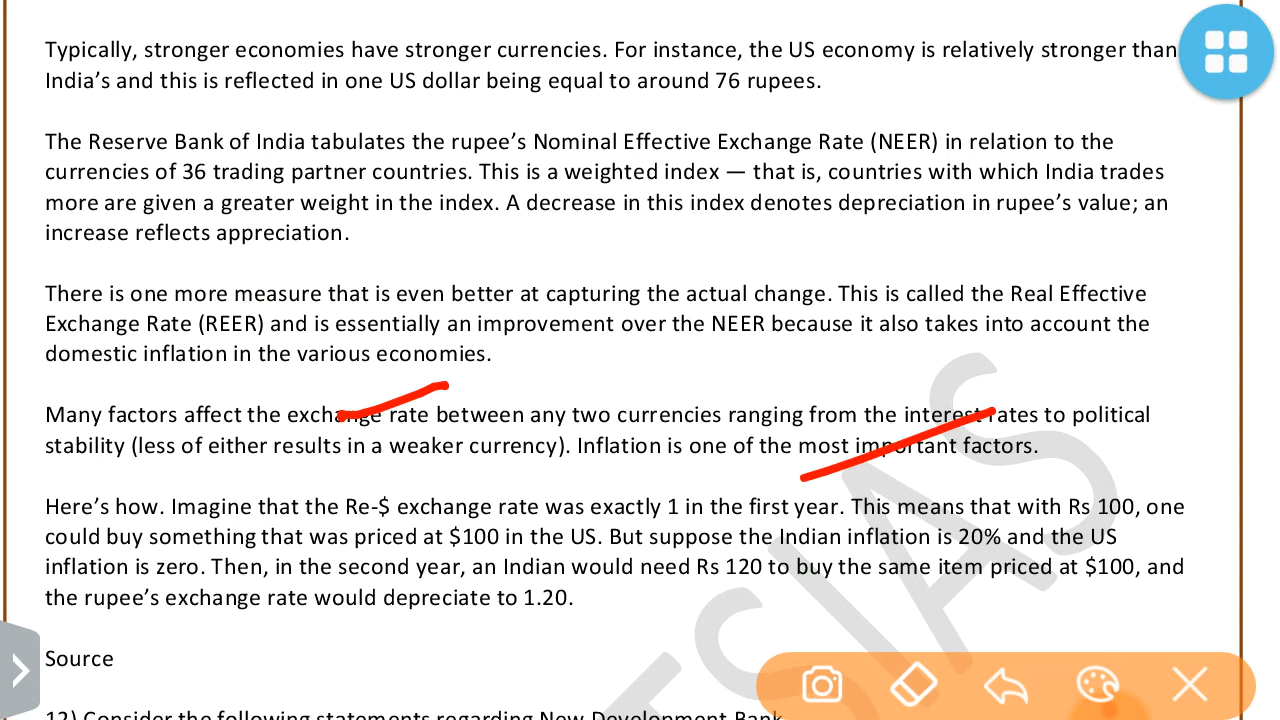 Typically, stronger economies have stronger currencies. For instance, the US economy is relatively stronger than
India’s and this is reflected in one US dollar being equal to around 76 rupees.
The Reserve Bank of India tabulates the rupee’s Nominal Effective Exchange Rate (NEER) in relation to the
currencies of 36 trading partner countries. This is a weighted index — that is, countries with which India trades
more are given a greater weight in the index. A decrease in this index denotes depreciation in rupee’s value; an
increase reflects appreciation.
There is one more measure that is even better at capturing the actual change. This is called the Real Effective
Exchange Rate (REER) and is essentially an improvement over the NEER because it also takes into account the
domestic inflation in the various economies.
Many factors affect the exchange rate between any two currencies ranging from the interest rates to political
stability (less of either results in a weaker currency). Inflation is one of the most important factors.
Here’s how. Imagine that the Re-$ exchange rate was exactly 1 in the first year. This means that with Rs 100, one
could buy something that was priced at $100 in the US. But suppose the Indian inflation is 20% and the US
inflation is zero. Then, in the second year, an Indian would need Rs 120 to buy the same item priced at $100, and
the rupee’s exchange rate would depreciate to 1.20.
Source
12) Consider the following statements regarding New Development Bank
TSIAS